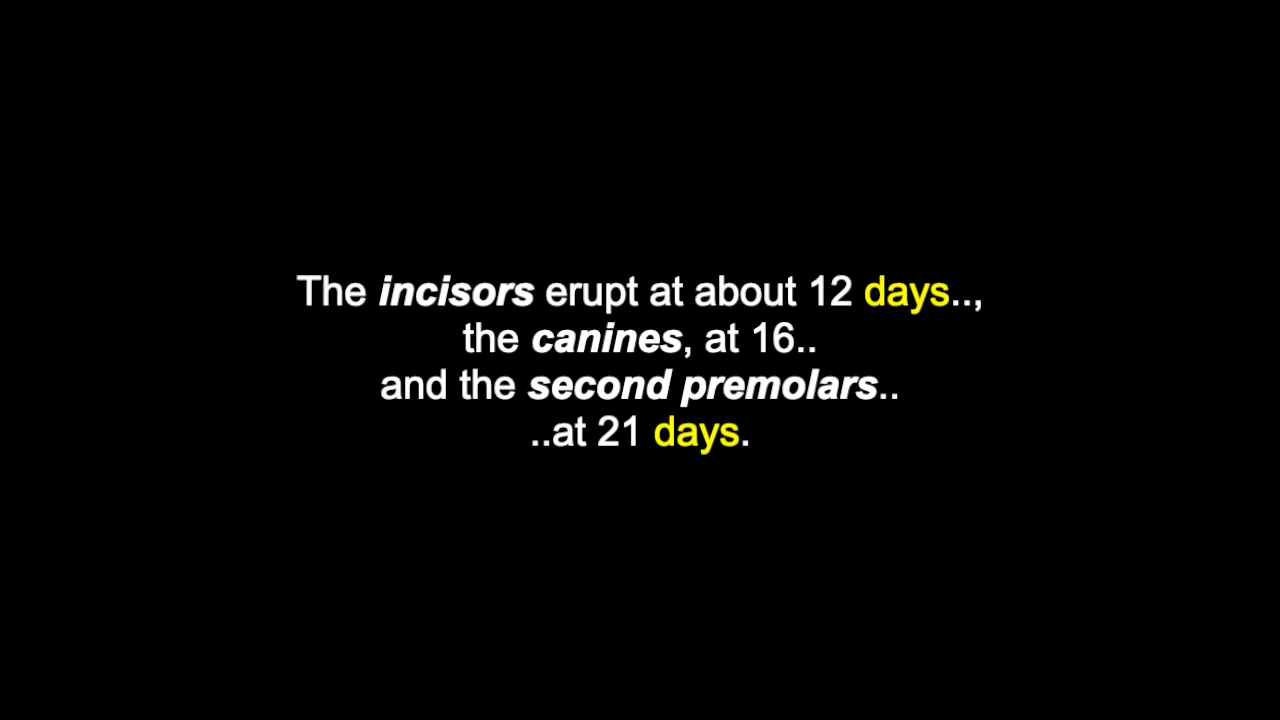 The incisors erupt at about 12 days..,
the canines, at 16..
and the second premolars..
..at 21 days.